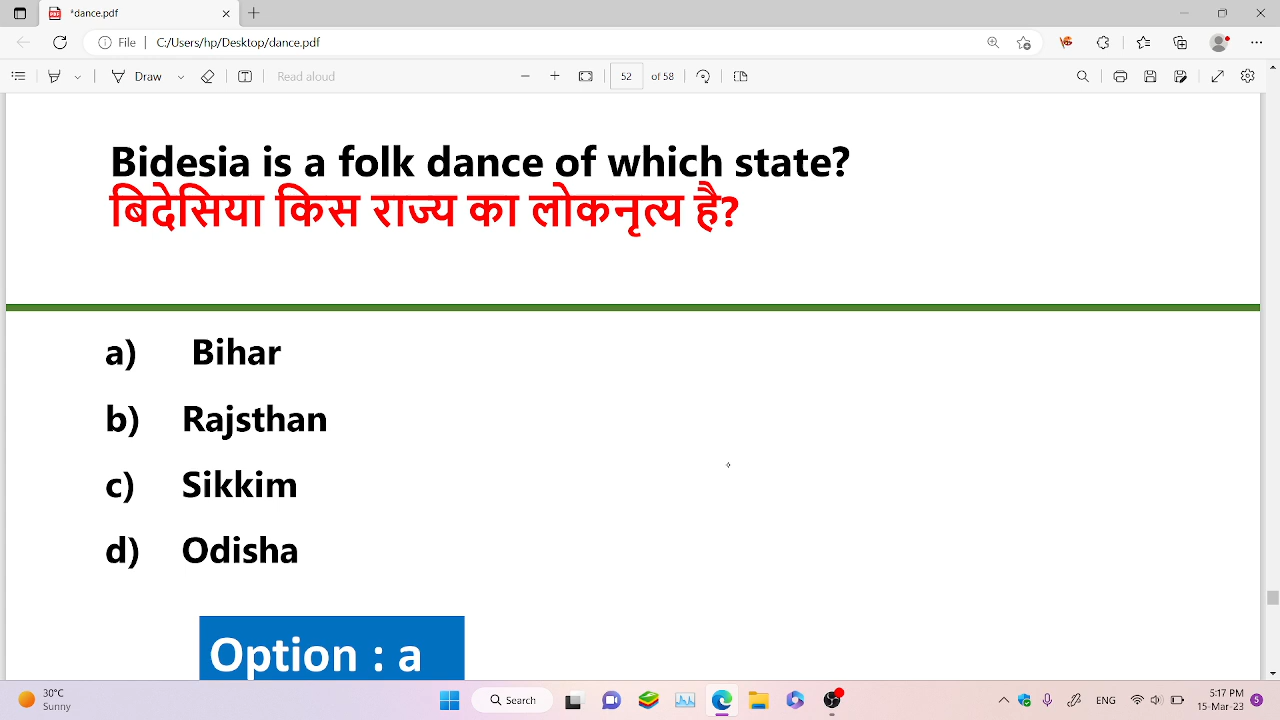 *dance.pdf
File C:/Users/hp/Desktop/dance.pdf
Draw Read aloud 52 of 58
Bidesia is a folk dance of which state?
बिदेसिया किस राज्य का लोकनृत्य है?
a) Bihar
b) Rajsthan
c) Sikkim
d) Odisha
Option : a
30°C
Sunny
Search
ENG
5:17 PM
15-Mar-23
5